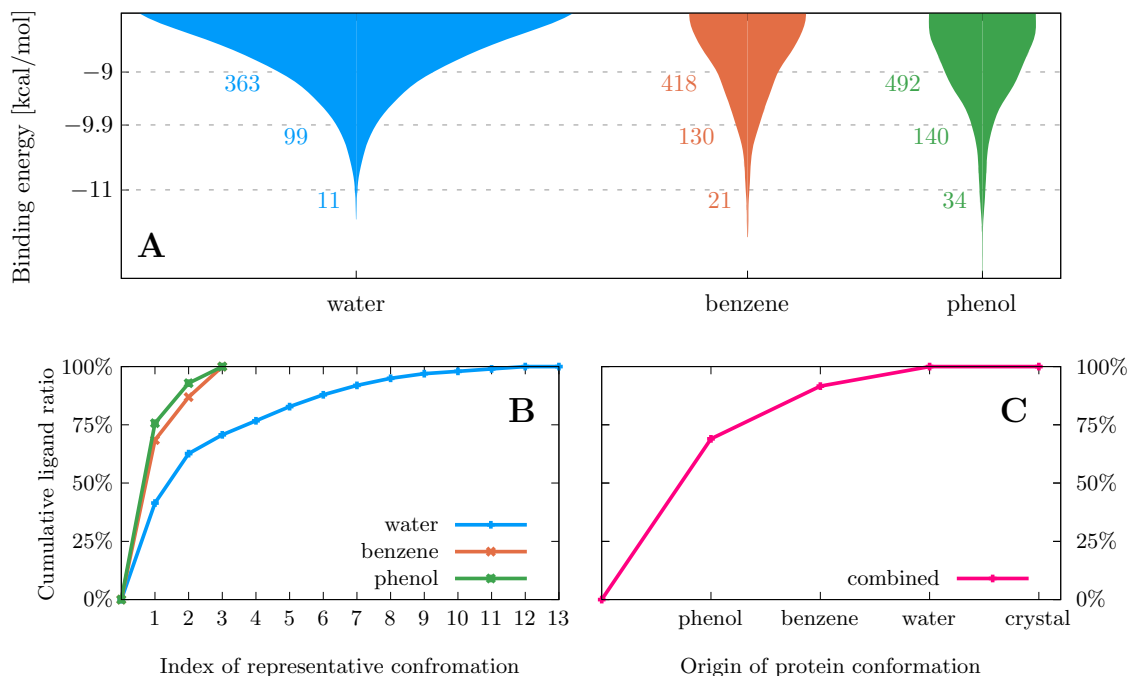 Binding energy [kcal/mol]
−9
−9.9
−11
363
418
492
99
130
140
11
21
34
A
water
benzene
phenol
Cumulative ligand ratio
100%
75%
50%
25%
0%
B
water
benzene
phenol
1 2 3 4 5 6 7 8 9 10 11 12 13
Index of representative confromation
C
100%
75%
50%
25%
0%
combined
phenol benzene water crystal
Origin of protein conformation